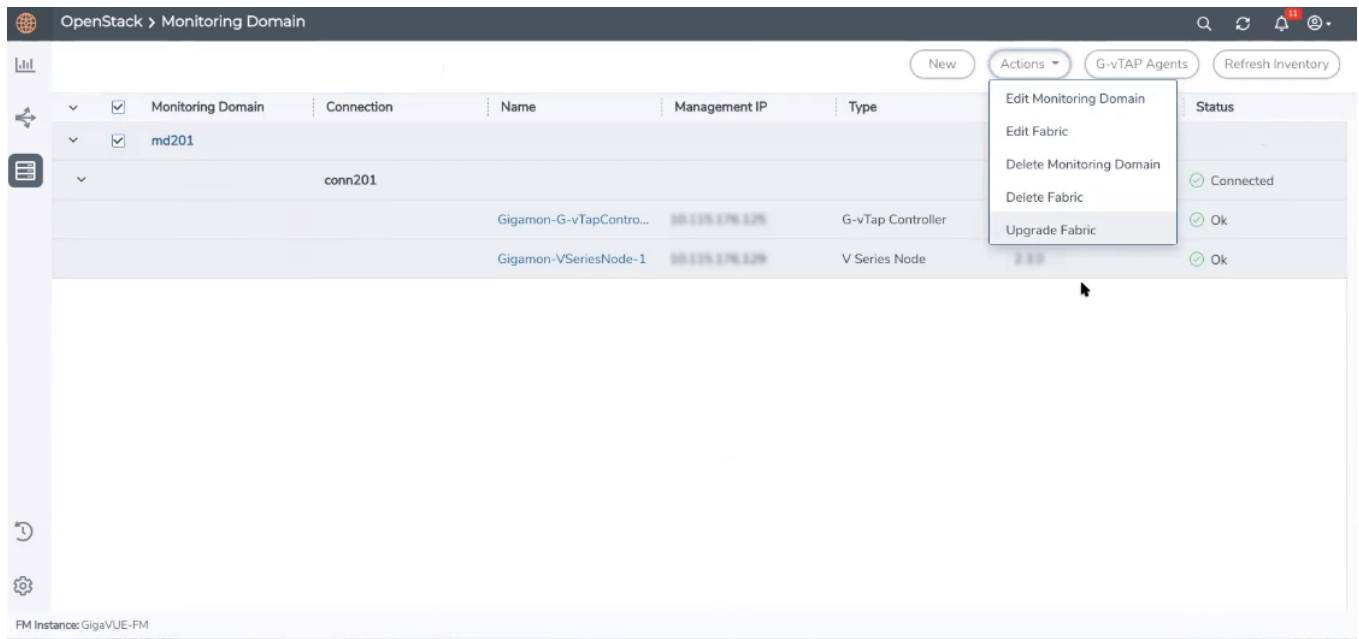 OpenStack > Monitoring Domain
11
New
Actions
G-vTAP Agents
Refresh Inventory
Monitoring Domain
Connection
Name
Management IP
Type
Status
Edit Monitoring Domain
Edit Fabric
Delete Monitoring Domain
Delete Fabric
Upgrade Fabric
md201
conn201
Connected
Gigamon-G-vTapContro...
G-vTap Controller
Ok
Gigamon-VSeriesNode-1
V Series Node
Ok
FM Instance: GigaVUE-FM